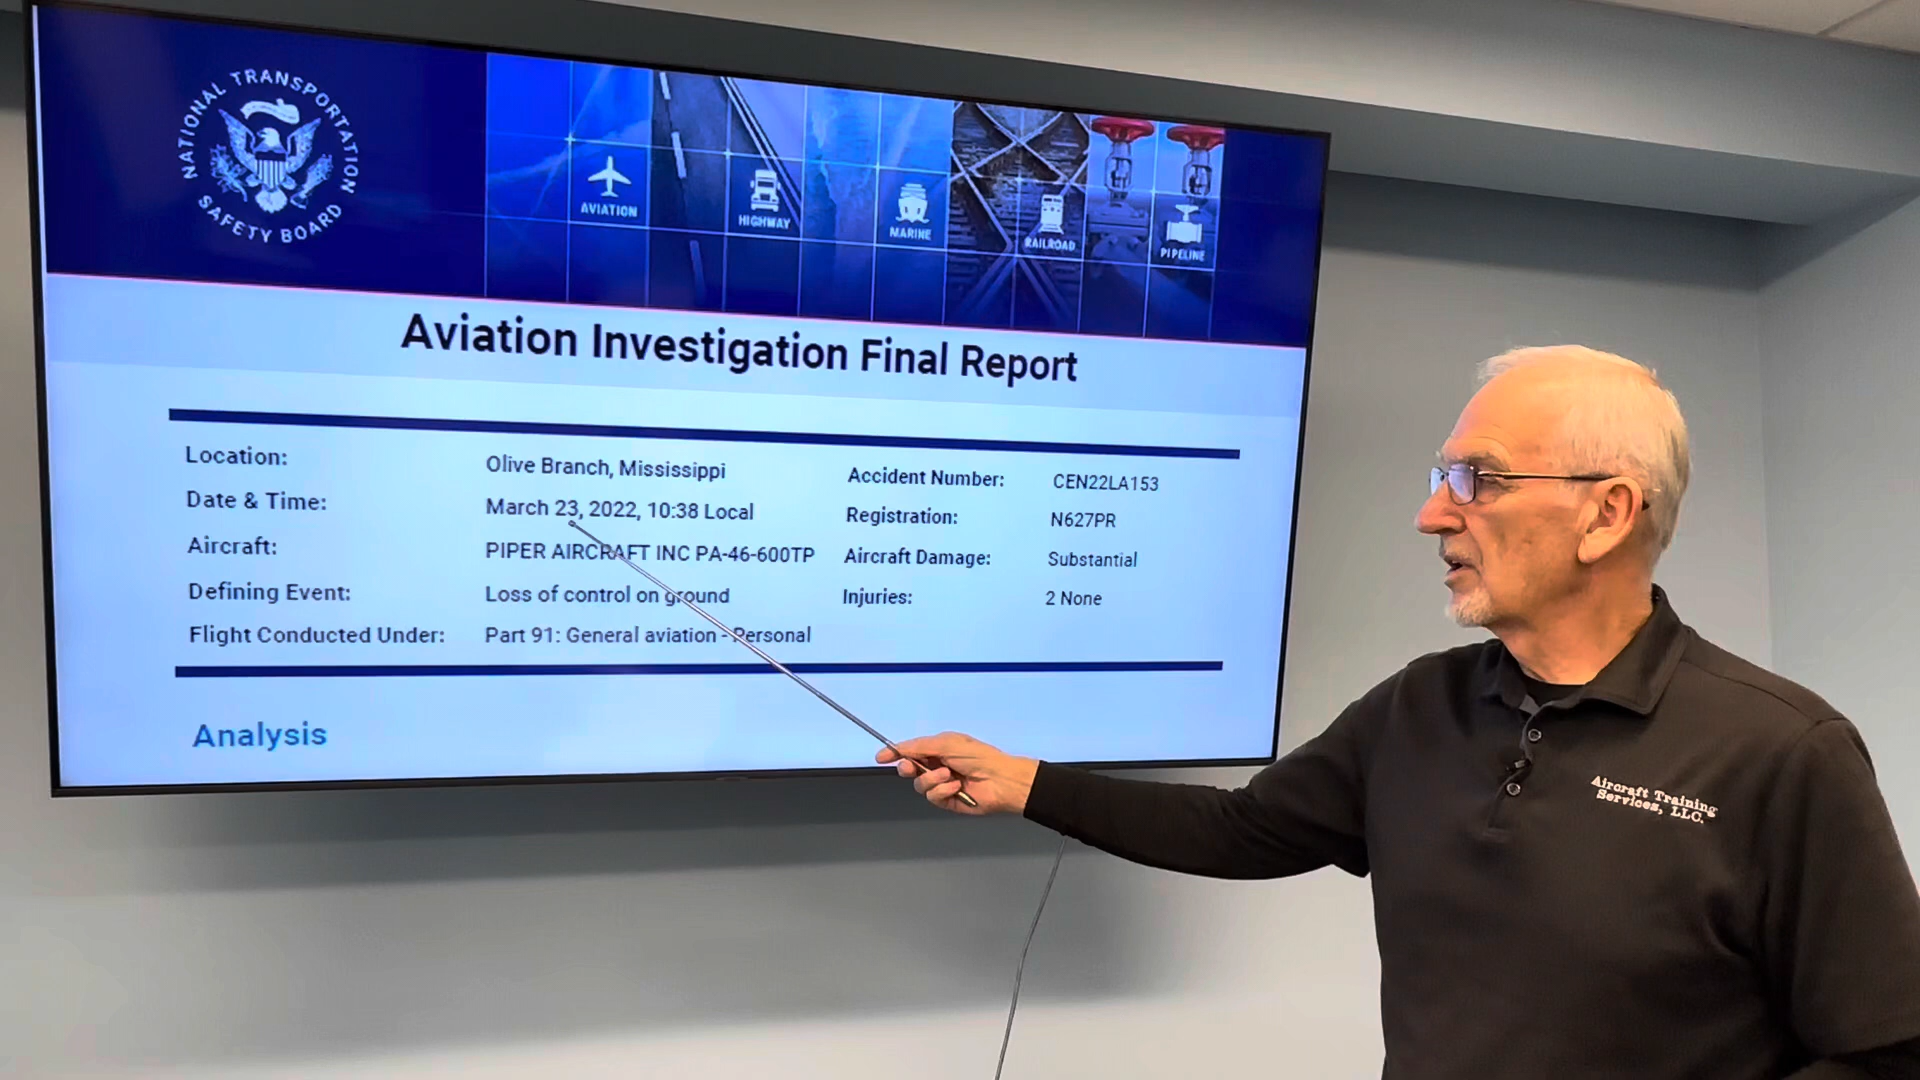 NATIONAL TRANSPORTATION
SAFETY BOARD
AVIATION
HIGHWAY
MARINE
RAILROAD
PIPELINE
Aviation Investigation Final Report
Location: Olive Branch, Mississippi Accident Number: CEN22LA153
Date & Time: March 23, 2022, 10:38 Local Registration: N627PR
Aircraft: PIPER AIRCRAFT INC PA-46-600TP Aircraft Damage: Substantial
Defining Event: Loss of control on ground Injuries: 2 None
Flight Conducted Under: Part 91: General aviation - Personal
Analysis
Aircraft Training
Services, LLC.